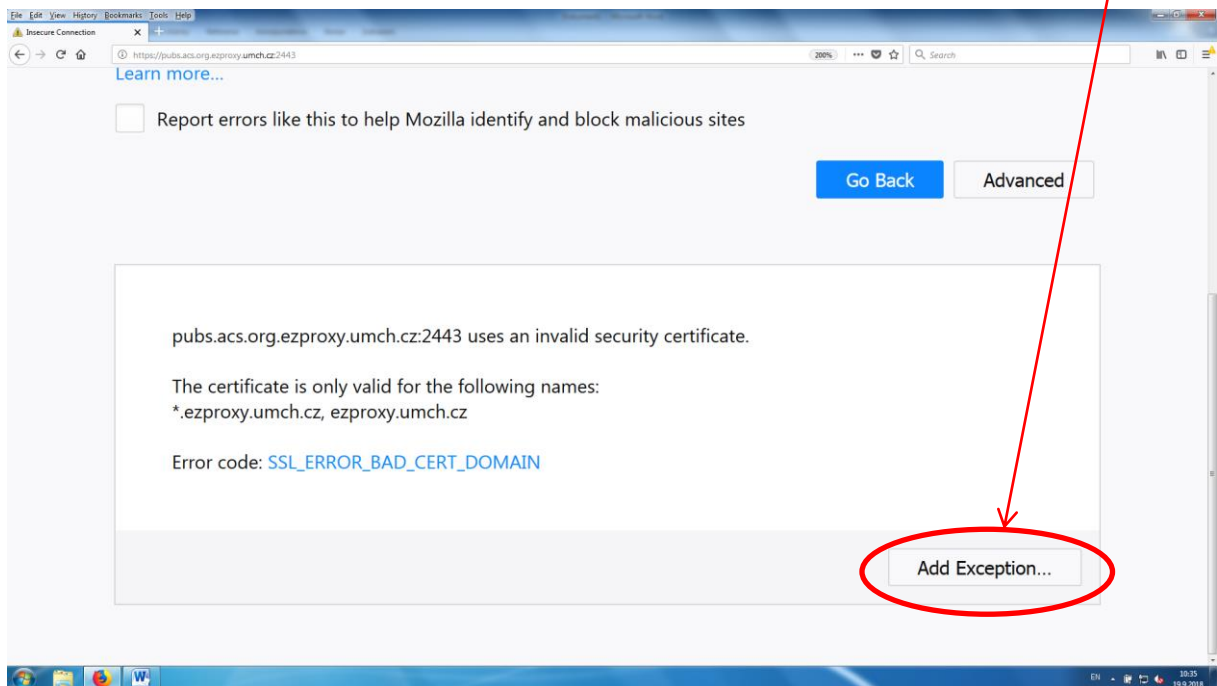 File Edit View History Bookmarks Tools Help
Insecure Connection
https://pubs.acs.org.ezproxy.umch.cz:2443 200% Search
Learn more...
Report errors like this to help Mozilla identify and block malicious sites
Go Back Advanced
pubs.acs.org.ezproxy.umch.cz:2443 uses an invalid security certificate.
The certificate is only valid for the following names:
*.ezproxy.umch.cz, ezproxy.umch.cz
Error code: SSL_ERROR_BAD_CERT_DOMAIN
Add Exception...
EN 10:35
19.9.2018